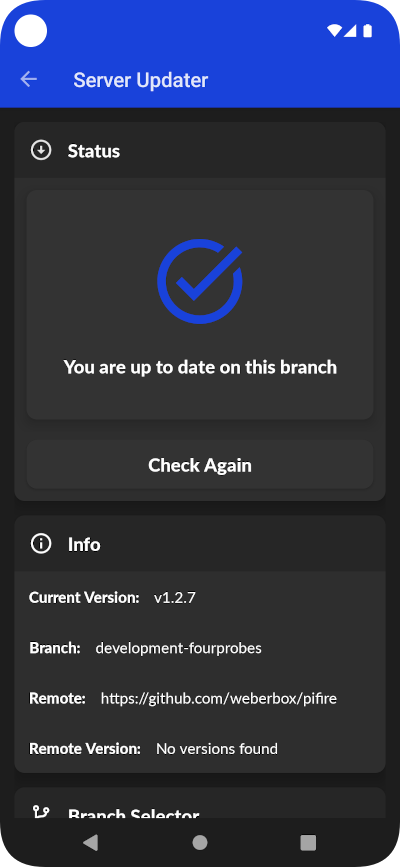 Server Updater
Status
You are up to date on this branch
Check Again
Info
Current Version: v1.2.7
Branch: development-fourprobes
Remote: https://github.com/weberbox/pifire
Remote Version: No versions found
Branch Selector